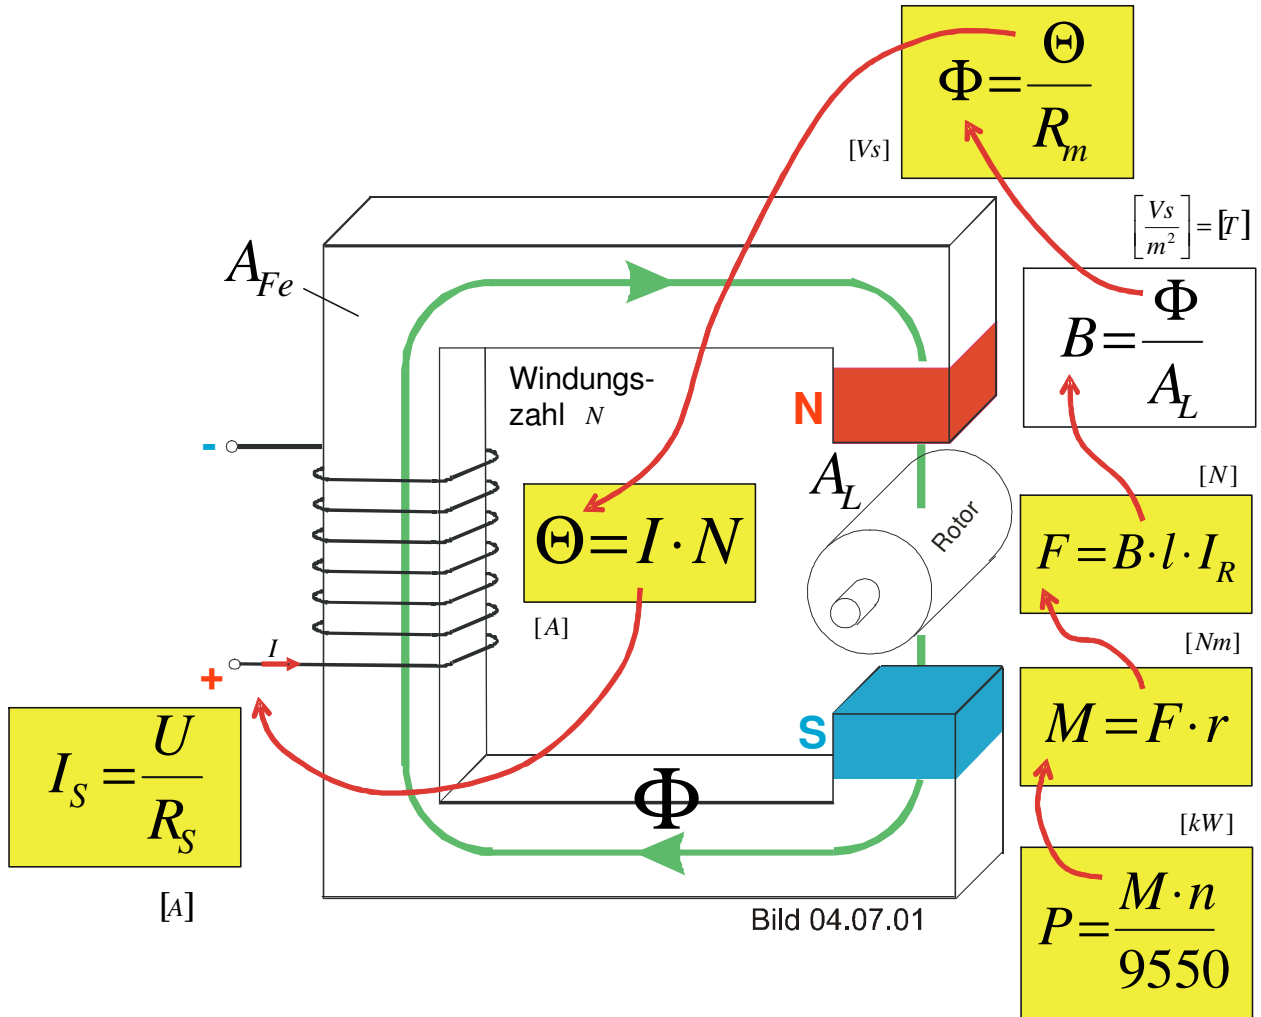 Φ = Θ / R_m
[Vs]
[Vs / m²] = [T]
A_Fe
B = Φ / A_L
Windungs-
zahl N
N
-
A_L
[N]
Rotor
Θ = I · N
F = B · l · I_R
[A]
[Nm]
I
+
M = F · r
S
I_S = U / R_S
Φ
[kW]
[A]
Bild 04.07.01
P = M · n / 9550